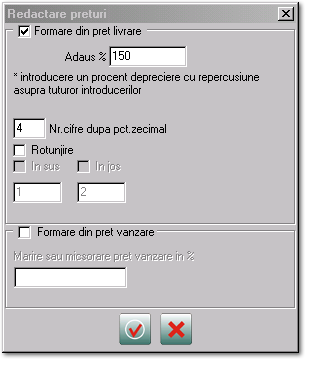 Redactare preturi
Formare din pret livrare
Adaus % 150
* introducere un procent depreciere cu repercusiune
asupra tuturor introducerilor
4 Nr.cifre dupa pct.zecimal
Rotunjire
In sus In jos
1 2
Formare din pret vanzare
Marire sau micsorare pret vanzare in %